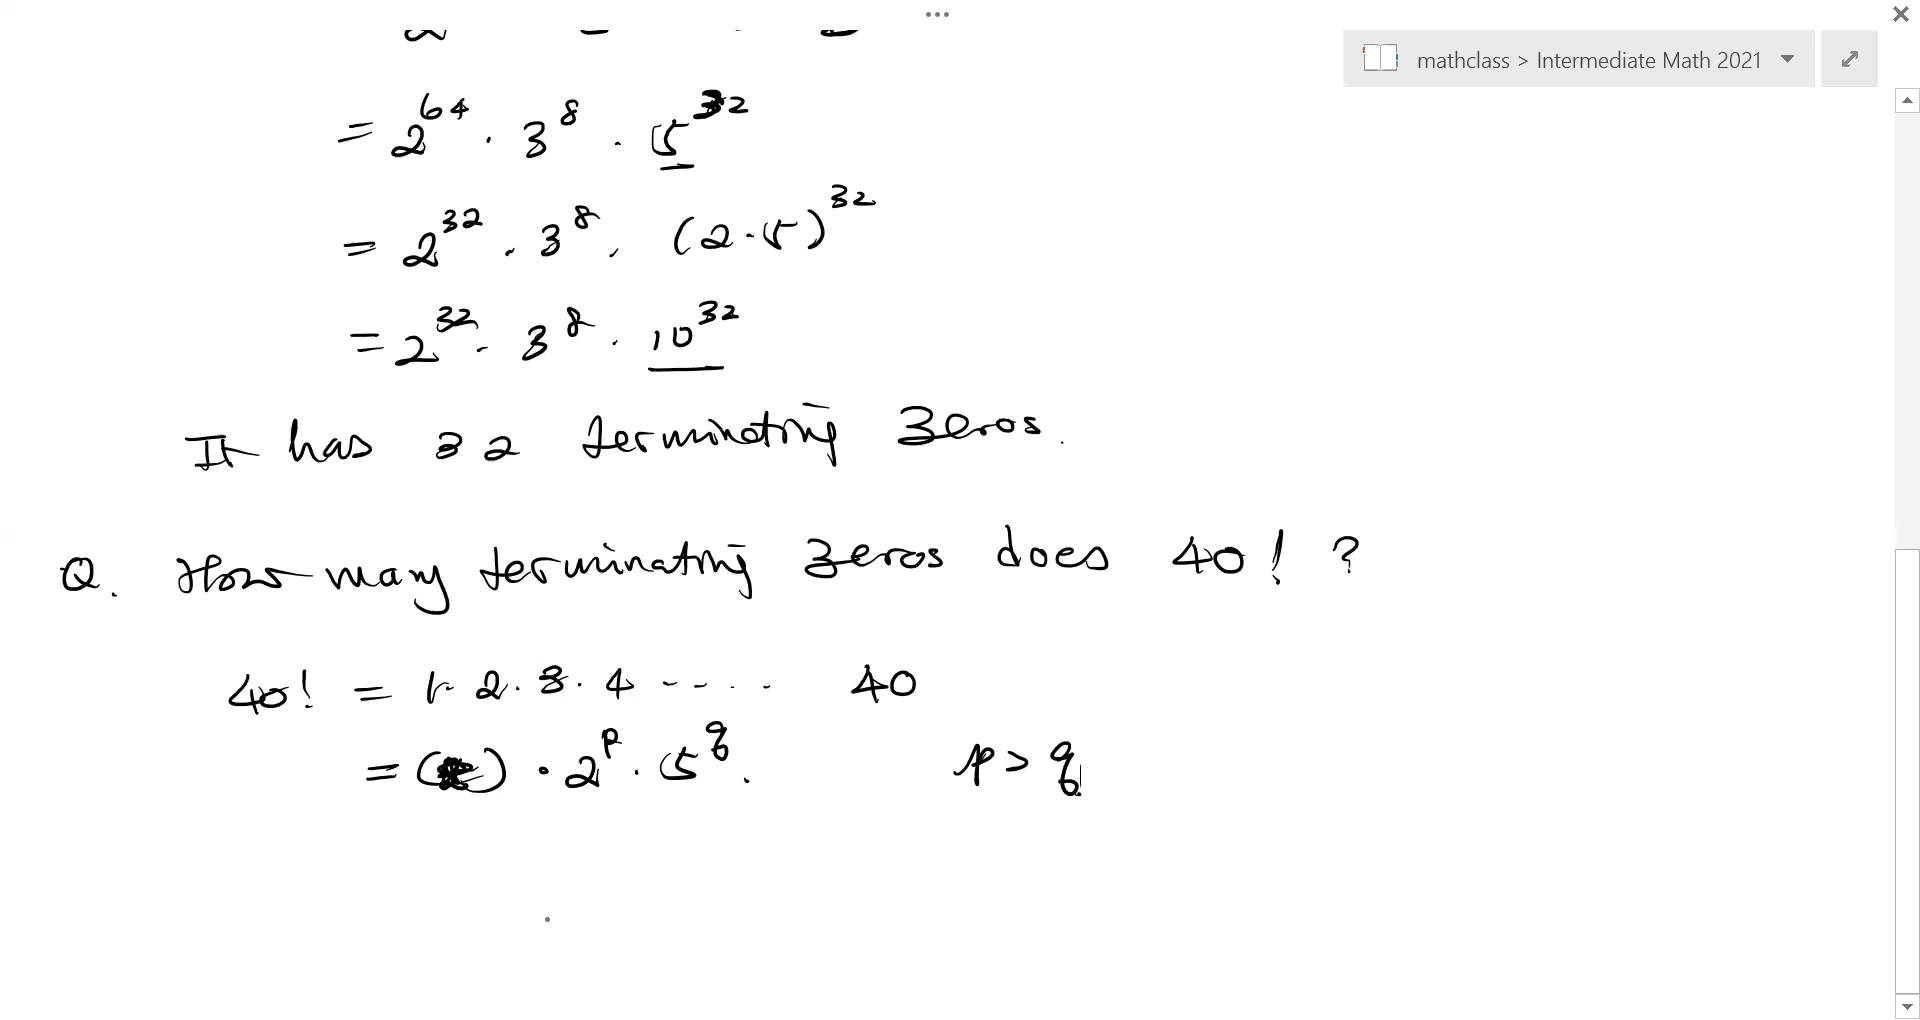 ...
mathclass > Intermediate Math 2021
= 2^64 . 3^8 . 5^32
= 2^32 . 3^8 . (2.5)^32
= 2^32 . 3^8 . 10^32
It has 32 terminating zeros.
Q. How many terminating zeros does 40! ?
40! = 1. 2. 3. 4 - - . . . 40
= ( ) . 2^p . 5^q . p > q